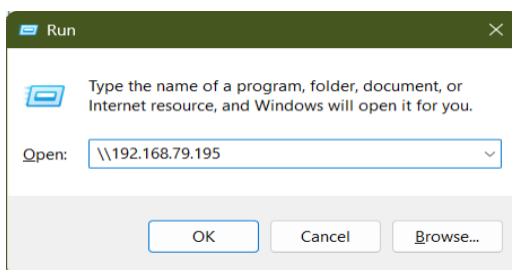 Run
Type the name of a program, folder, document, or
Internet resource, and Windows will open it for you.
Open: \\192.168.79.195
OK Cancel Browse...